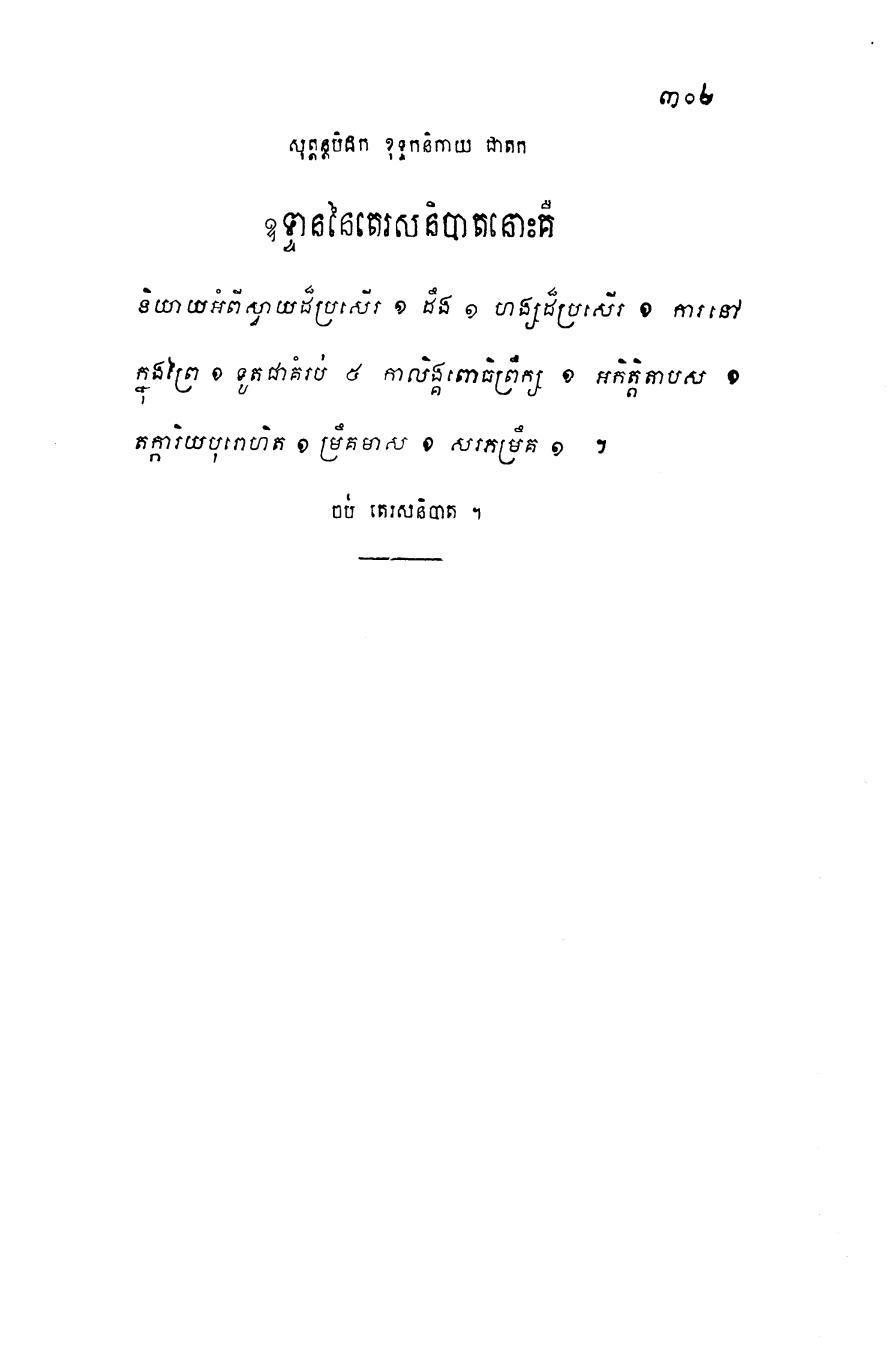 ៣០៤
សុត្តន្តបិដក ខុទ្ទកនិកាយ ជាតក
ឧទ្ទាននៃតេរសនិបាតនោះគឺ
និយាយអំពីស្វាយដ៏ប្រសើរ ១ ដឹង ១ ហង្សដ៏ប្រសើរ ១ ការនៅ
ក្នុងព្រៃ ១ ទូតជាគំរប់ ៥ កាលិង្គពោធិព្រឹក្ស ១ អកិត្តិតាបស ១
តក្ការិយបុរោហិត ១ ម្រឹគមាស ១ សរភម្រឹគ ១ ។
ចប់ តេរសនិបាត ។